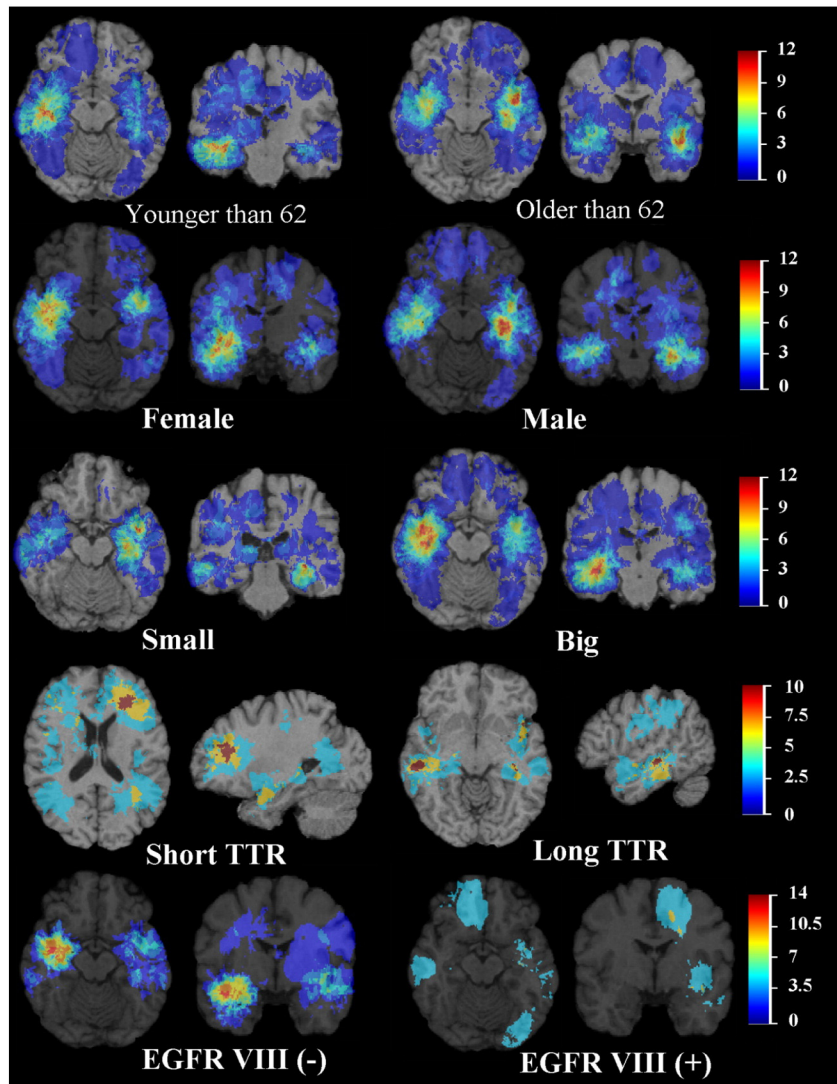 12
9
6
3
0
Younger than 62
Older than 62
12
9
6
3
0
Female
Male
12
9
6
3
0
Small
Big
10
7.5
5
2.5
0
Short TTR
Long TTR
14
10.5
7
3.5
0
EGFR VIII (-)
EGFR VIII (+)